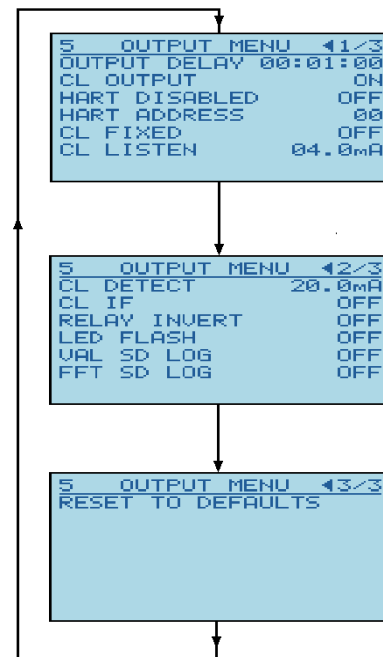 5 OUTPUT MENU ◀1/3
OUTPUT DELAY 00:01:00
CL OUTPUT ON
HART DISABLED OFF
HART ADDRESS 00
CL FIXED OFF
CL LISTEN 04.0mA
5 OUTPUT MENU ◀2/3
CL DETECT 20.0mA
CL IF OFF
RELAY INVERT OFF
LED FLASH OFF
VAL SD LOG OFF
FFT SD LOG OFF
5 OUTPUT MENU ◀3/3
RESET TO DEFAULTS